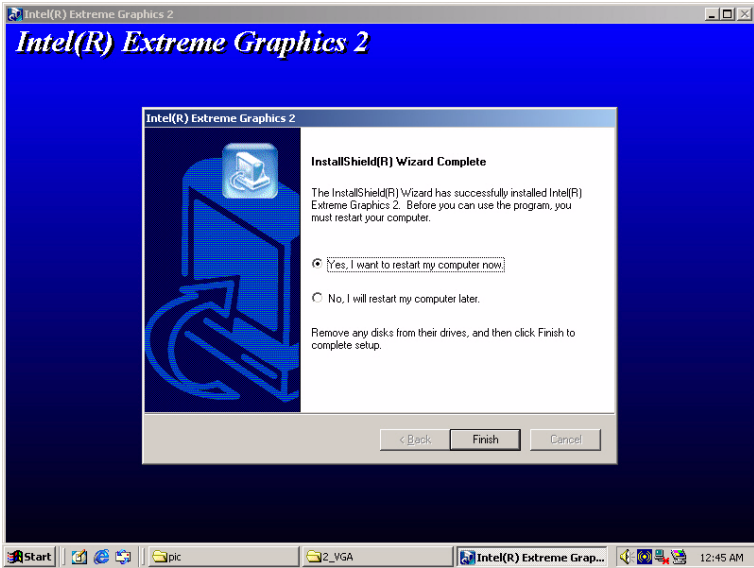 Intel(R) Extreme Graphics 2
Intel(R) Extreme Graphics 2
Intel(R) Extreme Graphics 2
InstallShield(R) Wizard Complete
The InstallShield(R) Wizard has successfully installed Intel(R)
Extreme Graphics 2.  Before you can use the program, you
must restart your computer.
Yes, I want to restart my computer now.
No, I will restart my computer later.
Remove any disks from their drives, and then click Finish to
complete setup.
< Back
Finish
Cancel
Start
pic
2_VGA
Intel(R) Extreme Grap...
12:45 AM